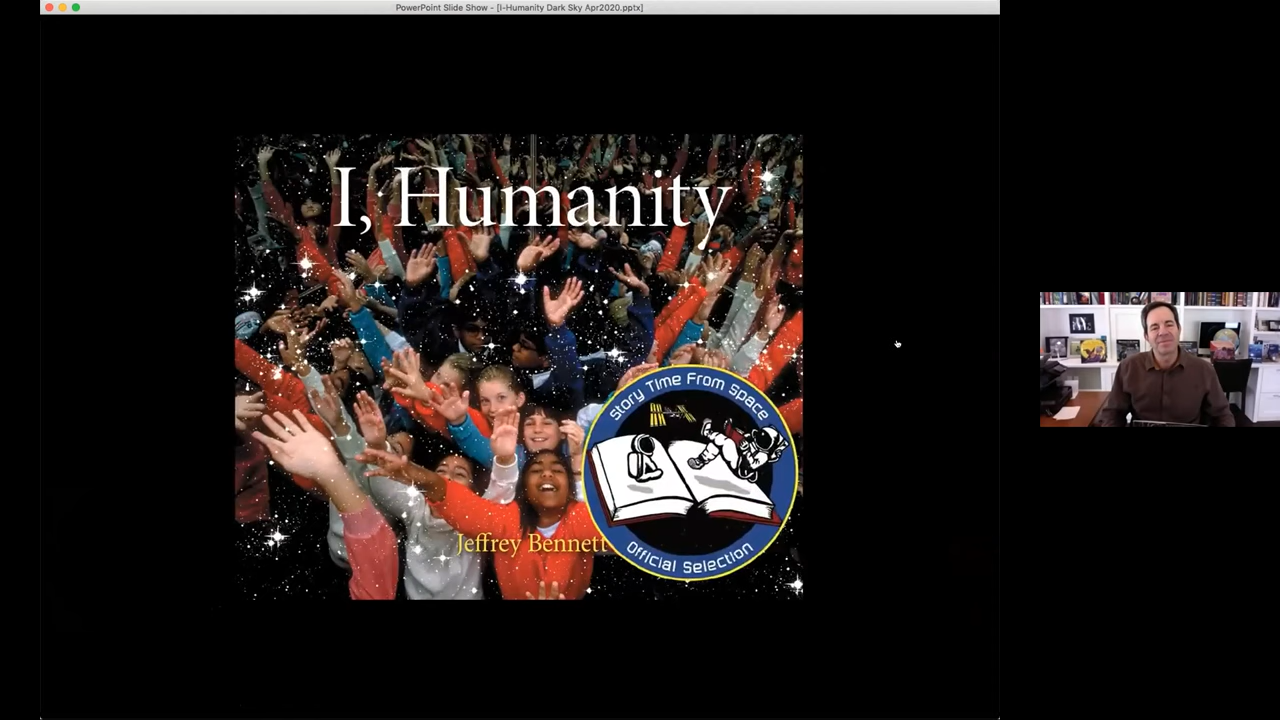 PowerPoint Slide Show - [I-Humanity Dark Sky Apr2020.pptx]
I, Humanity
Story Time From Space
Jeffrey Bennett
Official Selection